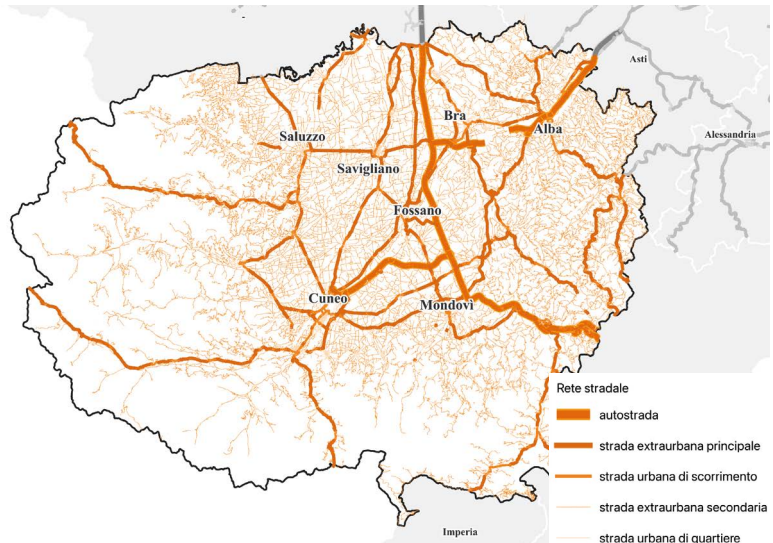 Asti
Bra
Alba
Saluzzo
Alessandria
Savigliano
Fossano
Cuneo
Mondovì
Rete stradale
autostrada
strada extraurbana principale
strada urbana di scorrimento
strada extraurbana secondaria
strada urbana di quartiere
Imperia